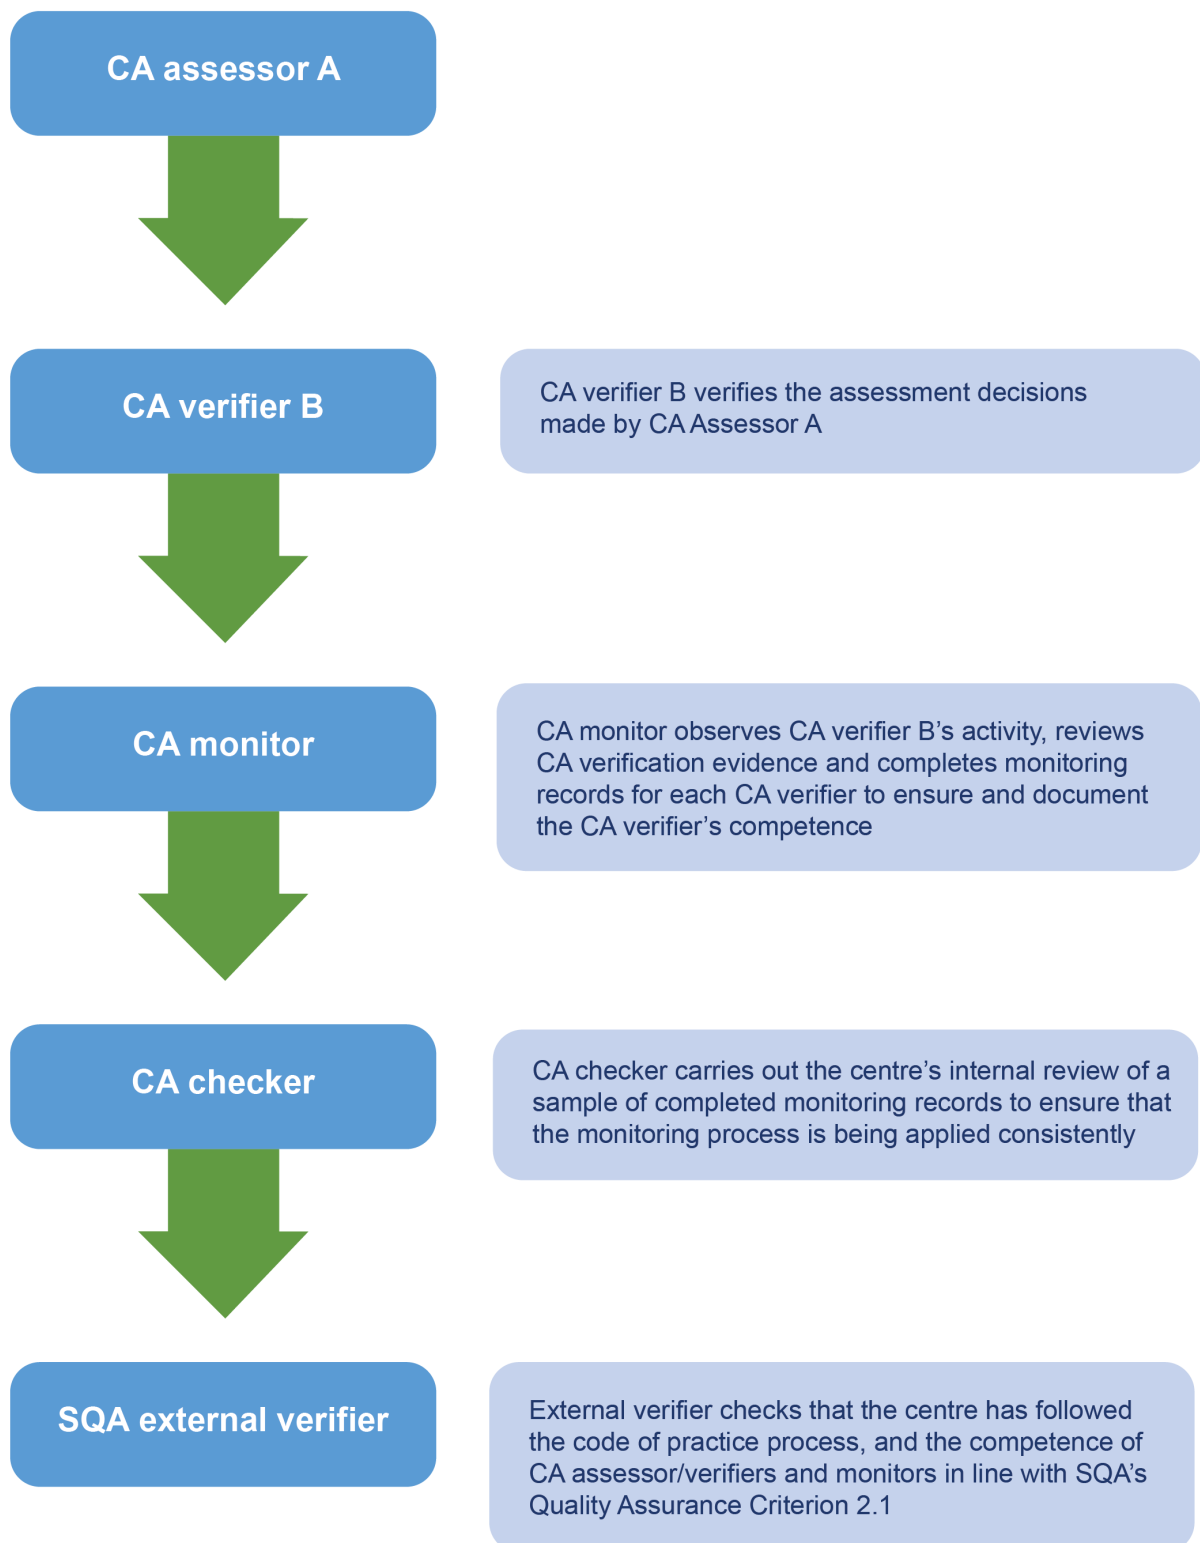 CA assessor A
CA verifier B
CA verifier B verifies the assessment decisions
made by CA Assessor A
CA monitor
CA monitor observes CA verifier B’s activity, reviews
CA verification evidence and completes monitoring
records for each CA verifier to ensure and document
the CA verifier’s competence
CA checker
CA checker carries out the centre’s internal review of a
sample of completed monitoring records to ensure that
the monitoring process is being applied consistently
SQA external verifier
External verifier checks that the centre has followed
the code of practice process, and the competence of
CA assessor/verifiers and monitors in line with SQA’s
Quality Assurance Criterion 2.1